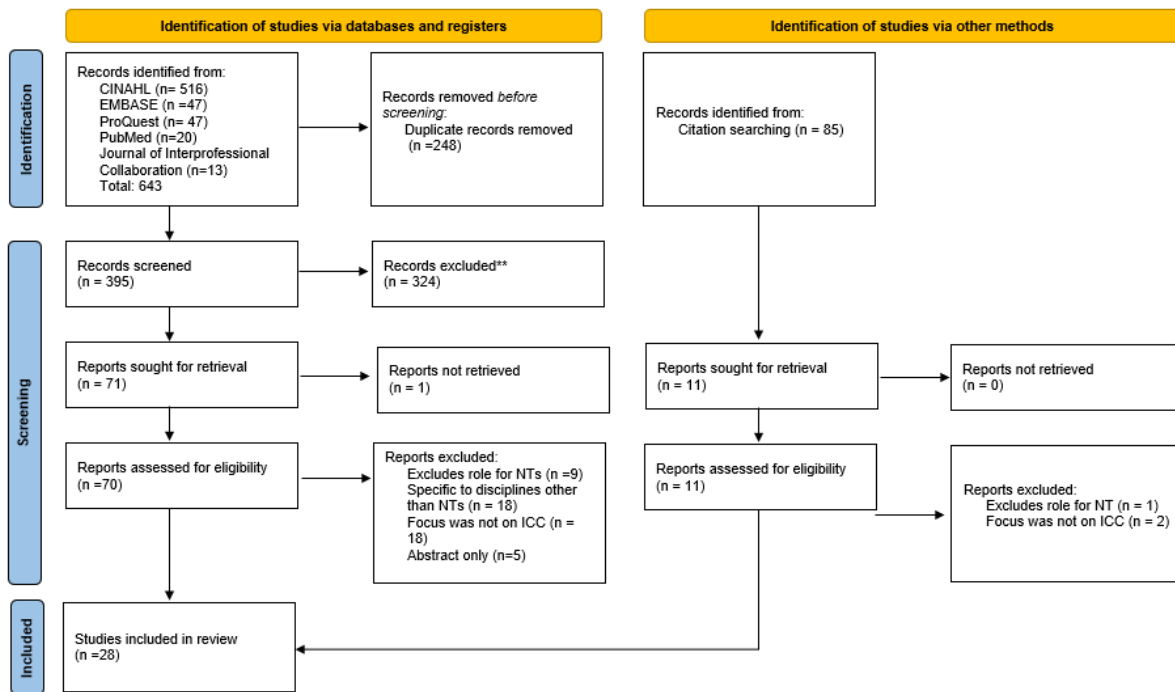 Identification of studies via databases and registers
Identification of studies via other methods
Identification
Records identified from:
CINAHL (n= 516)
EMBASE (n =47)
ProQuest (n= 47)
PubMed (n=20)
Journal of Interprofessional
Collaboration (n=13)
Total: 643
Records removed before
screening:
Duplicate records removed
(n =248)
Records identified from:
Citation searching (n = 85)
Screening
Records screened
(n = 395)
Records excluded**
(n = 324)
Reports sought for retrieval
(n = 71)
Reports not retrieved
(n = 1)
Reports sought for retrieval
(n = 11)
Reports not retrieved
(n = 0)
Reports assessed for eligibility
(n =70)
Reports excluded:
Excludes role for NTs (n =9)
Specific to disciplines other
than NTs (n = 18)
Focus was not on ICC (n =
18)
Abstract only (n=5)
Reports assessed for eligibility
(n = 11)
Reports excluded:
Excludes role for NT (n = 1)
Focus was not on ICC (n = 2)
Included
Studies included in review
(n =28)